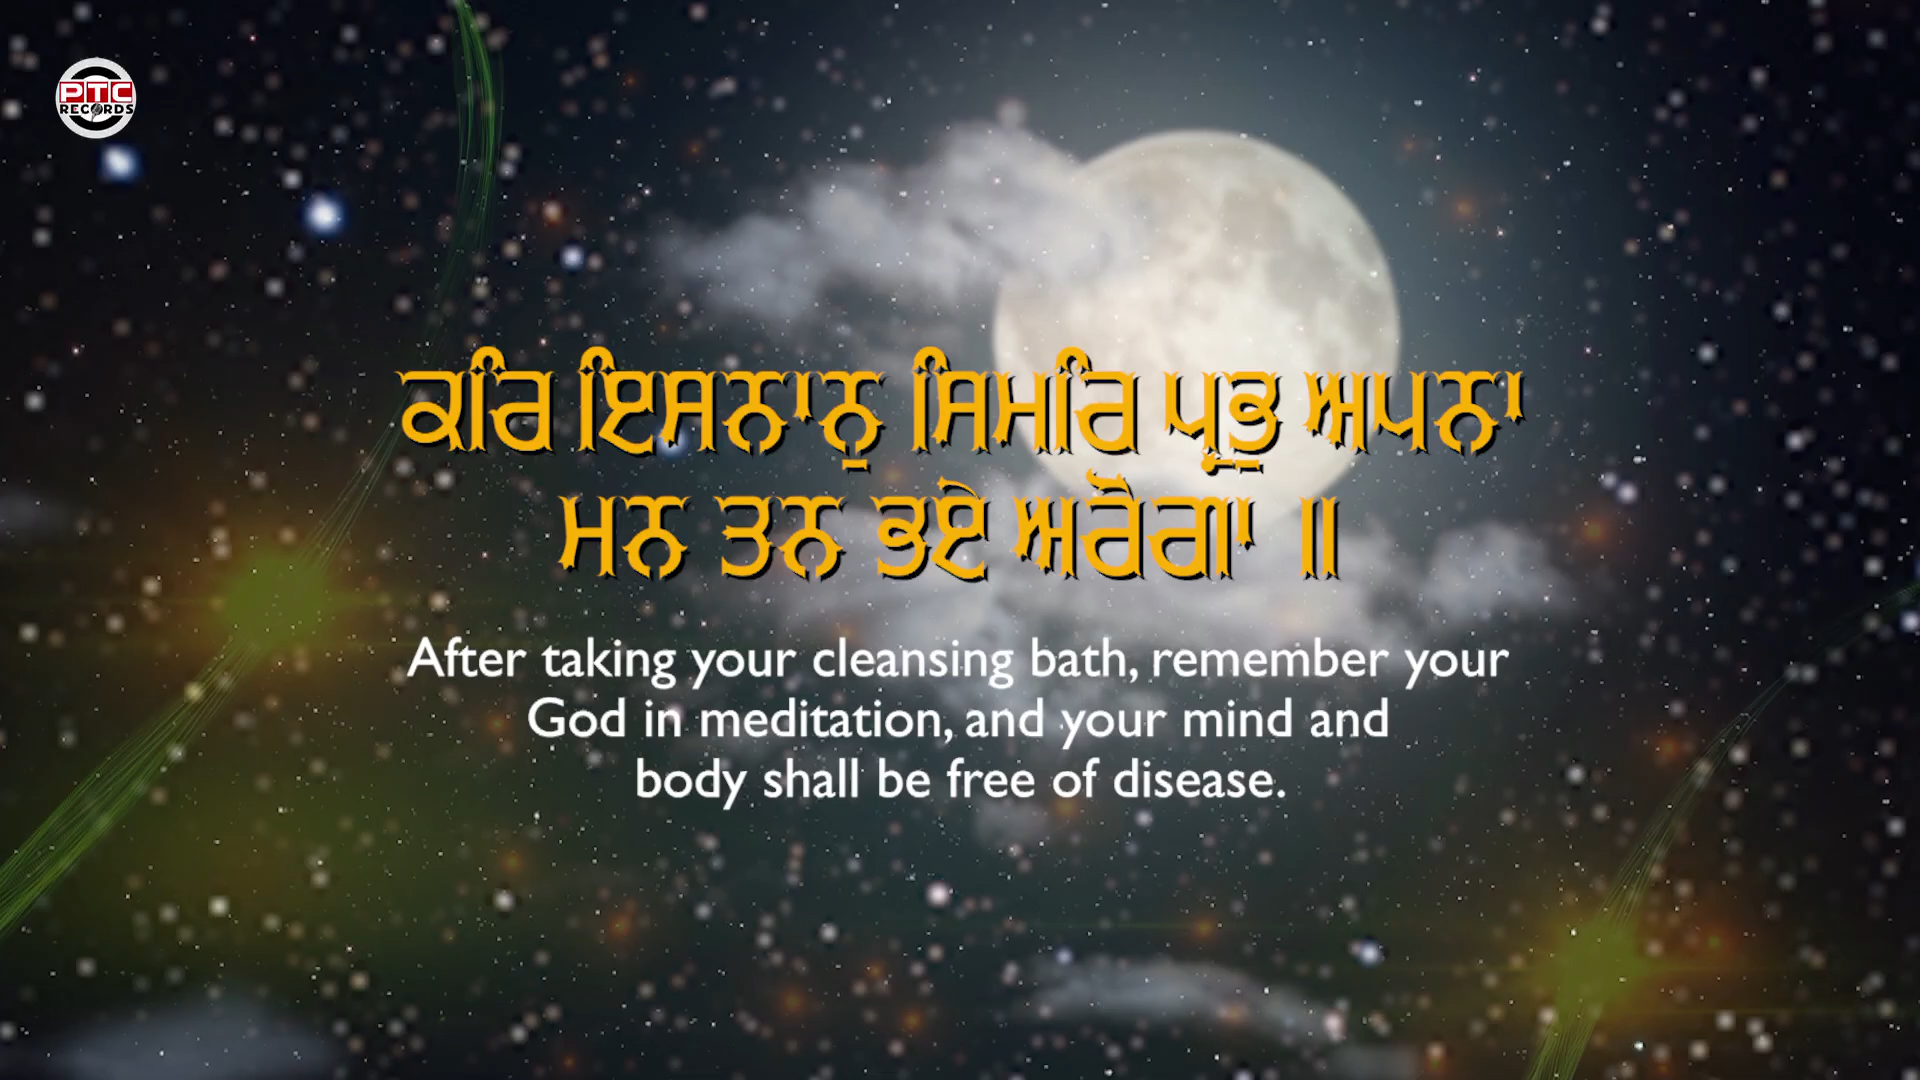 PTC
RECORDS
ਕਰਿ ਇਸਨਾਨੁ ਸਿਮਰਿ ਪ੍ਰਭੁ ਅਪਨਾ
ਮਨ ਤਨ ਭਏ ਅਰੋਗਾ ॥
After taking your cleansing bath, remember your
God in meditation, and your mind and
body shall be free of disease.